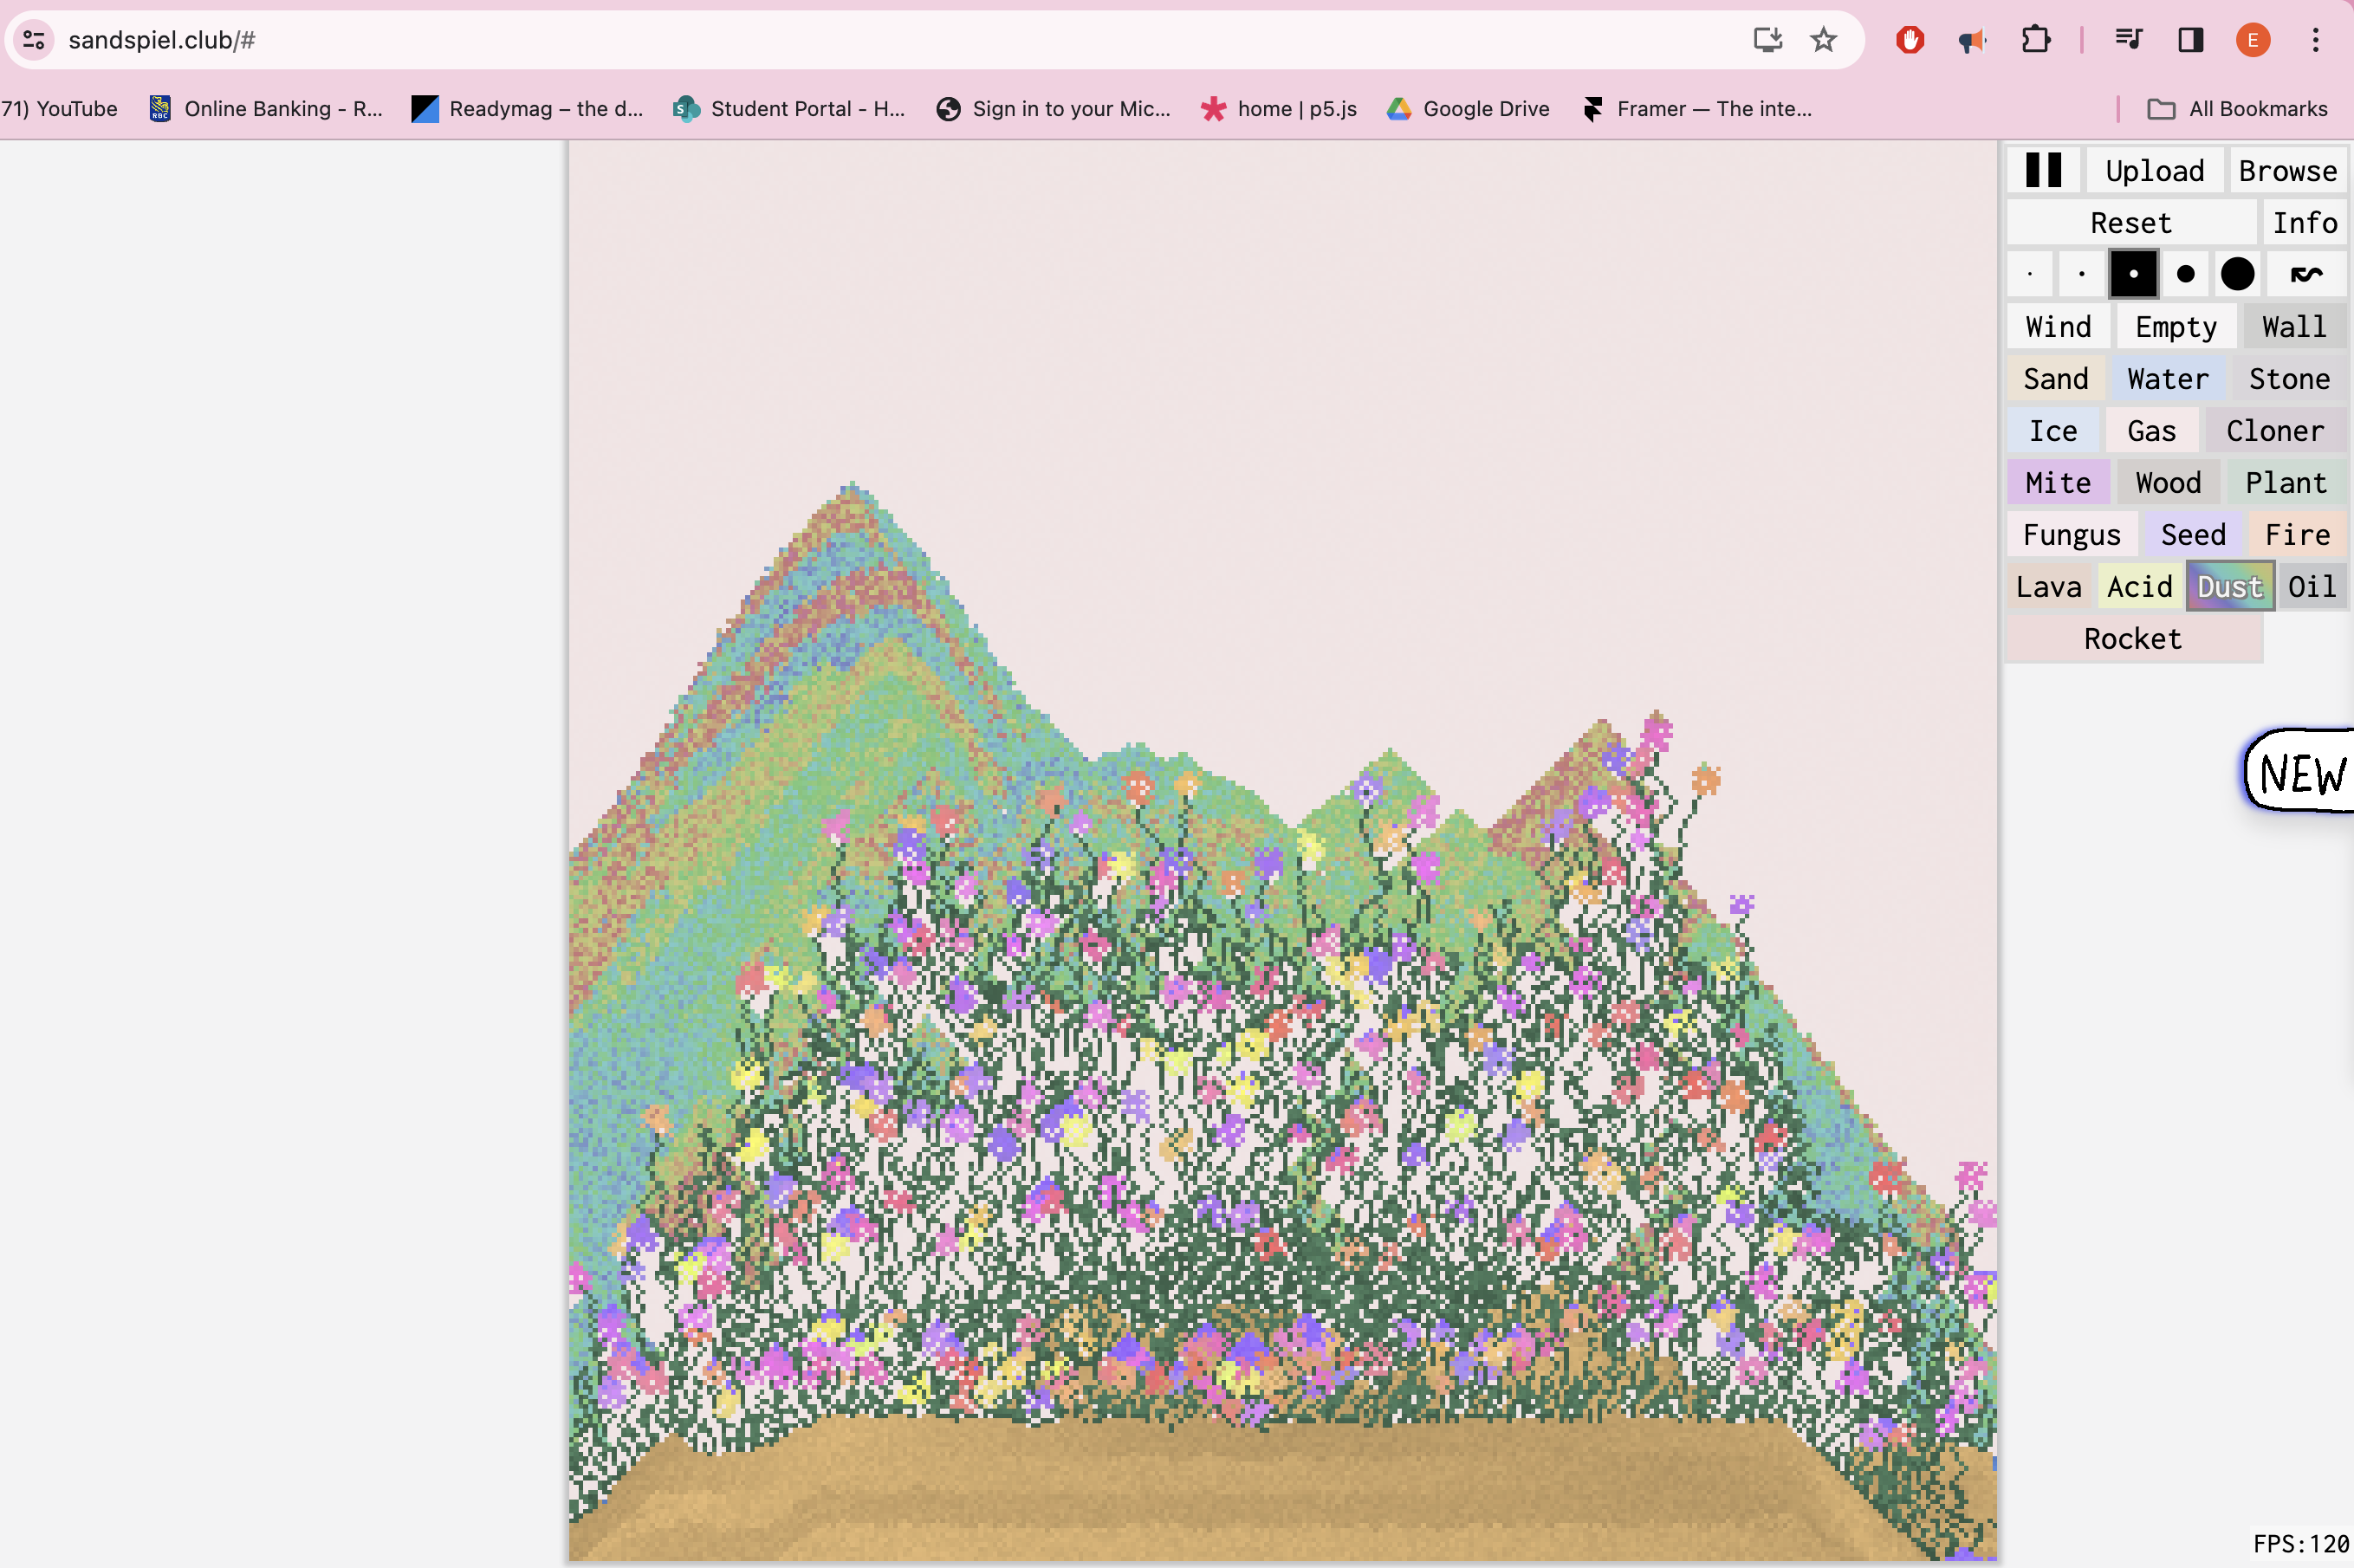 sandspiel.club/#
E
71) YouTube
RBC
Online Banking - R...
Readymag – the d...
S
Student Portal - H...
Sign in to your Mic...
home | p5.js
Google Drive
Framer — The inte...
All Bookmarks
Upload Browse
Reset Info
Wind Empty Wall
Sand Water Stone
Ice Gas Cloner
Mite Wood Plant
Fungus Seed Fire
Lava Acid Dust Oil
Rocket
NEW
FPS:120